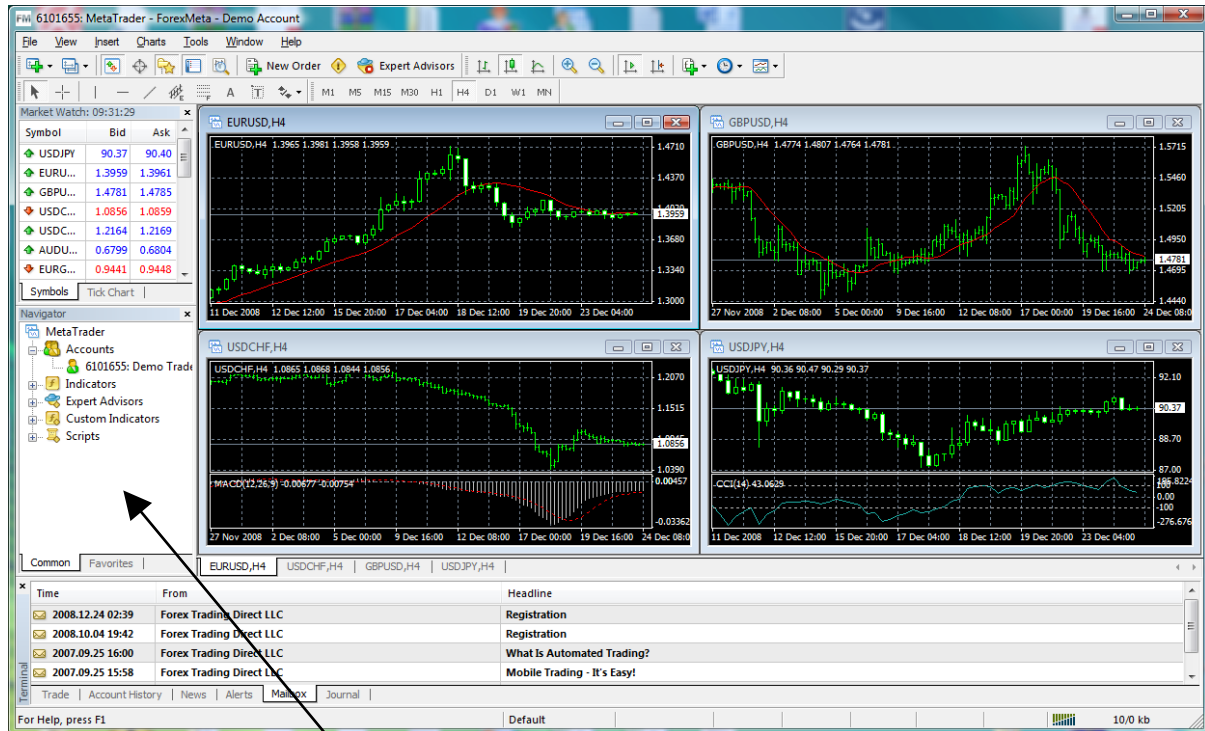 6101655: MetaTrader - ForexMeta - Demo Account
File View Insert Charts Tools Window Help
New Order Expert Advisors
A T M1 M5 M15 M30 H1 H4 D1 W1 MN
Market Watch: 09:31:29
Symbol Bid Ask
USDJPY 90.37 90.40
EURU... 1.3959 1.3961
GBPU... 1.4781 1.4785
USDC... 1.0856 1.0859
USDC... 1.2164 1.2169
AUDU... 0.6799 0.6804
EURG... 0.9441 0.9448
Symbols Tick Chart
Navigator
MetaTrader
Accounts
6101655: Demo Trade
Indicators
Expert Advisors
Custom Indicators
Scripts
Common Favorites
EURUSD,H4
EURUSD,H4 1.3965 1.3981 1.3958 1.3959
1.4710
1.4370
1.3959
1.3680
1.3340
1.3000
11 Dec 2008 12 Dec 12:00 15 Dec 20:00 17 Dec 04:00 18 Dec 12:00 19 Dec 20:00 23 Dec 04:00
GBPUSD,H4
GBPUSD,H4 1.4774 1.4807 1.4764 1.4781
1.5715
1.5460
1.5205
1.4950
1.4781
1.4695
1.4440
27 Nov 2008 2 Dec 08:00 5 Dec 00:00 9 Dec 16:00 12 Dec 08:00 17 Dec 00:00 19 Dec 16:00 24 Dec 08:0
USDCHF,H4
USDCHF,H4 1.0865 1.0868 1.0844 1.0856
1.2070
1.1515
1.0856
1.0390
MACD(12,26,9) -0.00677 -0.00754
0.00457
-0.03362
27 Nov 2008 2 Dec 08:00 5 Dec 00:00 9 Dec 16:00 12 Dec 08:00 17 Dec 00:00 19 Dec 16:00 24 Dec 08:0
USDJPY,H4
USDJPY,H4 90.36 90.47 90.29 90.37
92.10
90.37
88.70
87.00
CCI(14) 43.0629
100
0.00
-100
-276.676
11 Dec 2008 12 Dec 12:00 15 Dec 20:00 17 Dec 04:00 18 Dec 12:00 19 Dec 20:00 23 Dec 04:00
EURUSD,H4 USDCHF,H4 GBPUSD,H4 USDJPY,H4
Time From Headline
2008.12.24 02:39 Forex Trading Direct LLC Registration
2008.10.04 19:42 Forex Trading Direct LLC Registration
2007.09.25 16:00 Forex Trading Direct LLC What Is Automated Trading?
2007.09.25 15:58 Forex Trading Direct LLC Mobile Trading - It's Easy!
Terminal
Trade Account History News Alerts Mailbox Journal
For Help, press F1 Default 10/0 kb